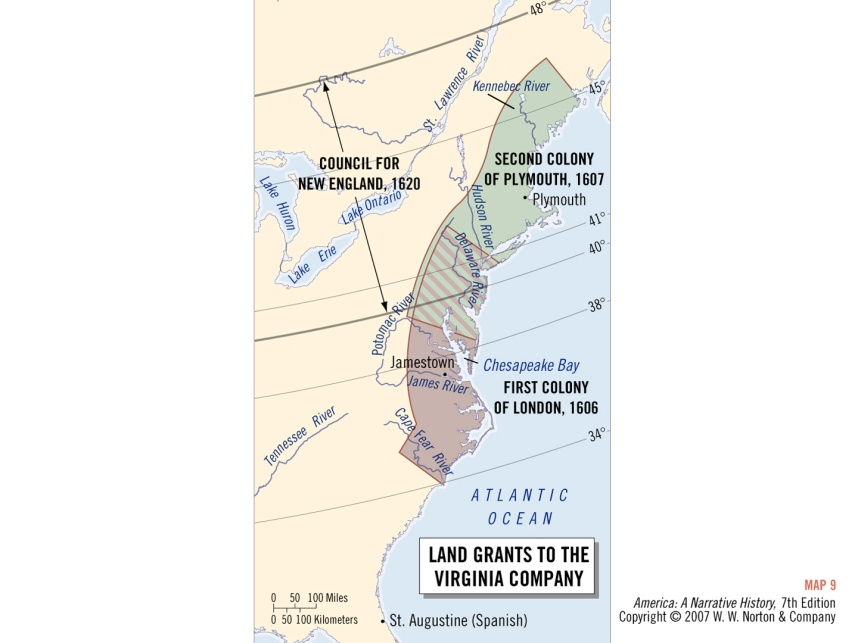 48°
St. Lawrence River
Kennebec River
45°
COUNCIL FOR
NEW ENGLAND, 1620
SECOND COLONY
OF PLYMOUTH, 1607
Plymouth
Lake Huron
Lake Ontario
Hudson River
41°
Lake Erie
Delaware River
40°
Potomac River
38°
Jamestown
Chesapeake Bay
James River
FIRST COLONY
OF LONDON, 1606
Tennessee River
Cape Fear River
34°
ATLANTIC
OCEAN
LAND GRANTS TO THE
VIRGINIA COMPANY
0 50 100 Miles
0 50 100 Kilometers
St. Augustine (Spanish)
MAP 9
America: A Narrative History, 7th Edition
Copyright © 2007 W. W. Norton & Company